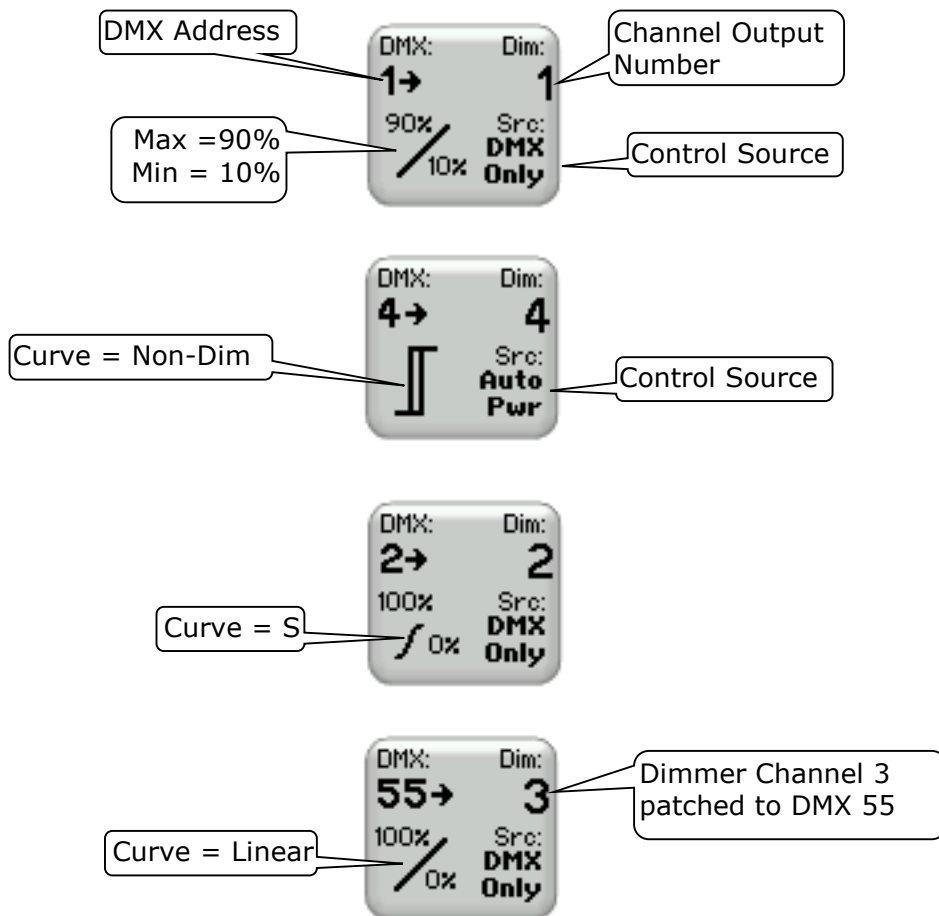 DMX Address
DMX: Dim:
1→ 1
Channel Output
Number
Max =90%
Min = 10%
90% Src:
10% DMX
Only
Control Source
DMX: Dim:
4→ 4
Curve = Non-Dim
Src:
Auto
Pwr
Control Source
DMX: Dim:
2→ 2
100% Src:
Curve = S
0% DMX
Only
DMX: Dim:
55→ 3
Dimmer Channel 3
patched to DMX 55
100% Src:
Curve = Linear
0% DMX
Only